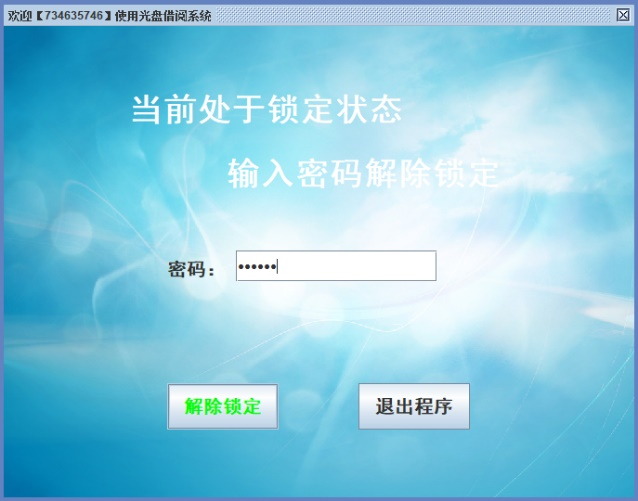 欢迎【734635746】使用光盘借阅系统
当前处于锁定状态
输入密码解除锁定
密码： ••••••
解除锁定 退出程序